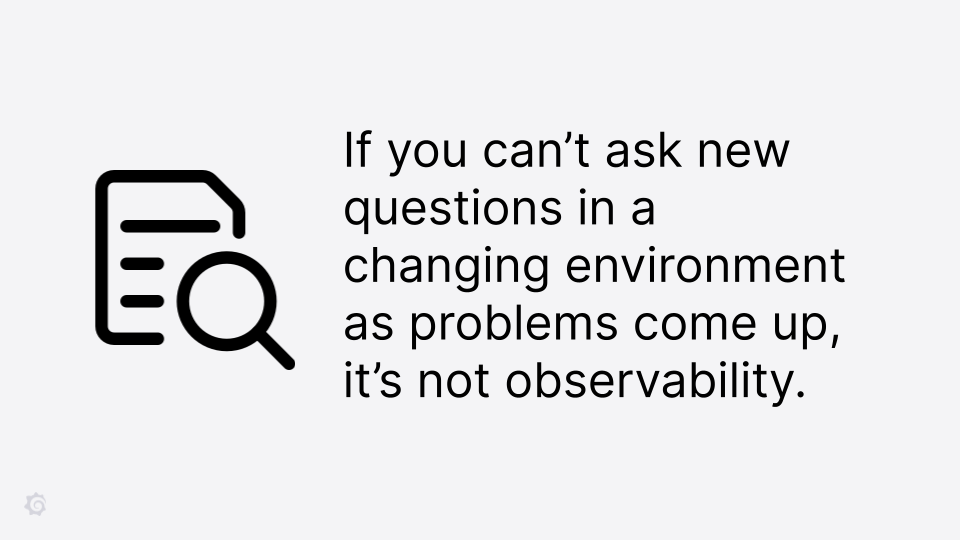 If you can’t ask new
questions in a
changing environment
as problems come up,
it’s not observability.